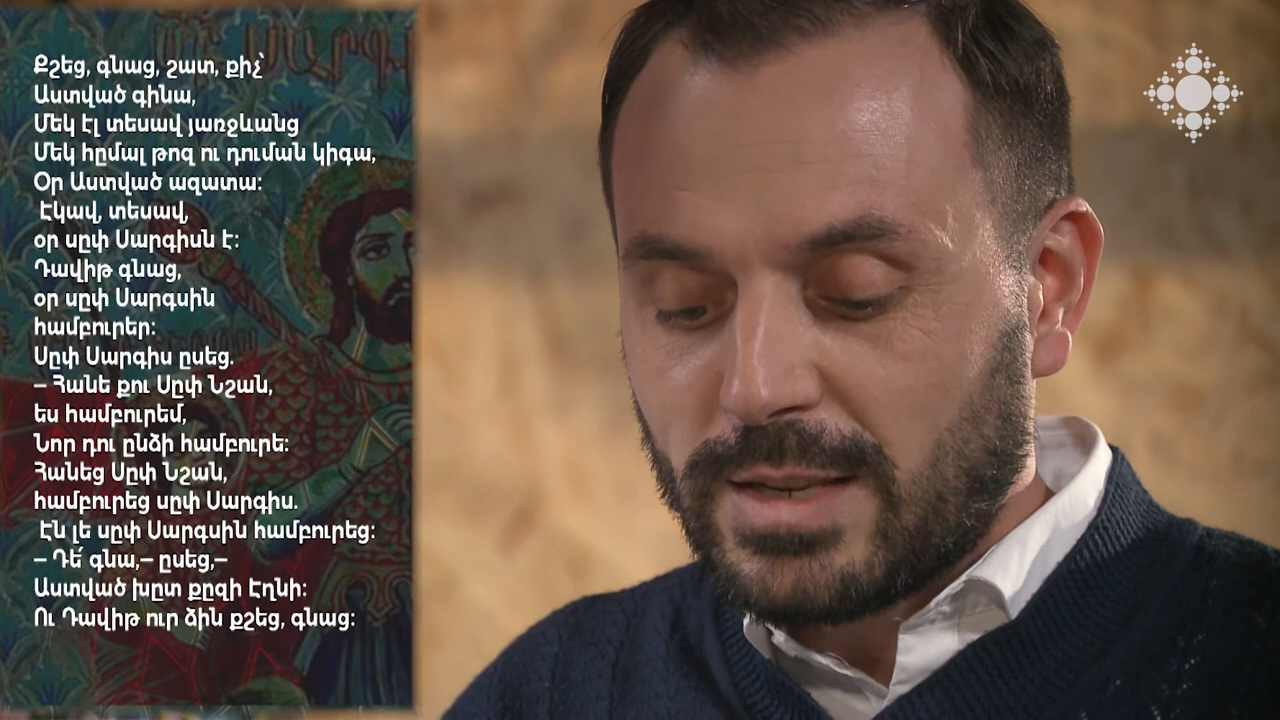 Քշեց, գնաց, շատ, քիչ՝
Աստված գինա,
Մեկ էլ տեսավ յառջևանց
Մեկ հըմալ թոզ ու դուման կիգա,
Օր Աստված ազատա:
Էկավ, տեսավ,
օր սըփ Սարգիսն է:
Դավիթ գնաց,
օր սըփ Սարգսին
համբուրեր:
Սըփ Սարգիս ըսեց.
– Հանե քու Սըփ Նշան,
ես համբուրեմ,
Նոր դու ընձի համբուրե:
Հանեց Սըփ Նշան,
համբուրեց սըփ Սարգիս.
Էն լե սըփ Սարգսին համբուրեց:
– Դե՛ գնա,– ըսեց,–
Աստված խըտ քըզի Էղնի:
Ու Դավիթ ուր ձին քշեց, գնաց: